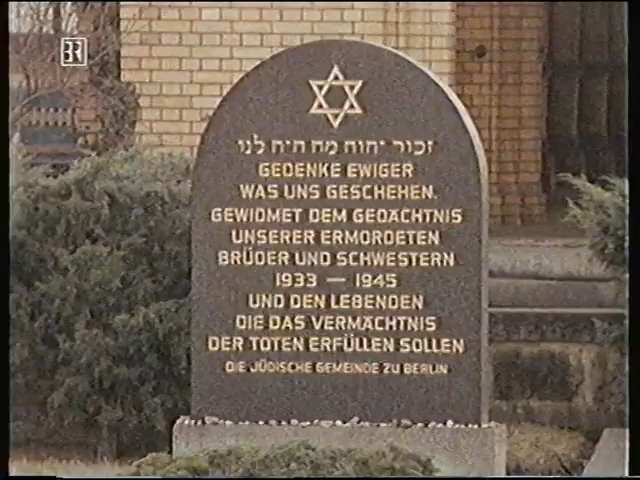 BR
זכור יהוה מה היה לנו
GEDENKE EWIGER
WAS UNS GESCHEHEN.
GEWIDMET DEM GEDÄCHTNIS
UNSERER ERMORDETEN
BRÜDER UND SCHWESTERN
1933 — 1945
UND DEN LEBENDEN
DIE DAS VERMÄCHTNIS
DER TOTEN ERFÜLLEN SOLLEN
DIE JÜDISCHE GEMEINDE ZU BERLIN